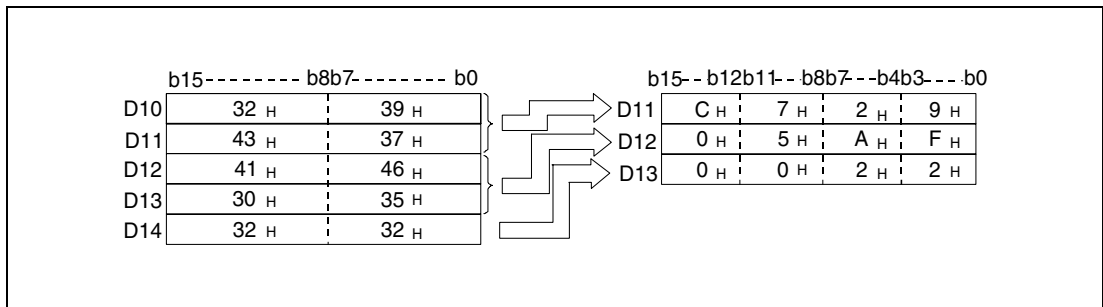 b15------- b8b7------- b0
D10 32 H 39 H
D11 43 H 37 H
D12 41 H 46 H
D13 30 H 35 H
D14 32 H 32 H
b15-- b12b11--- b8b7---b4b3---- b0
D11 C H 7 H 2 H 9 H
D12 0 H 5 H A H F H
D13 0 H 0 H 2 H 2 H